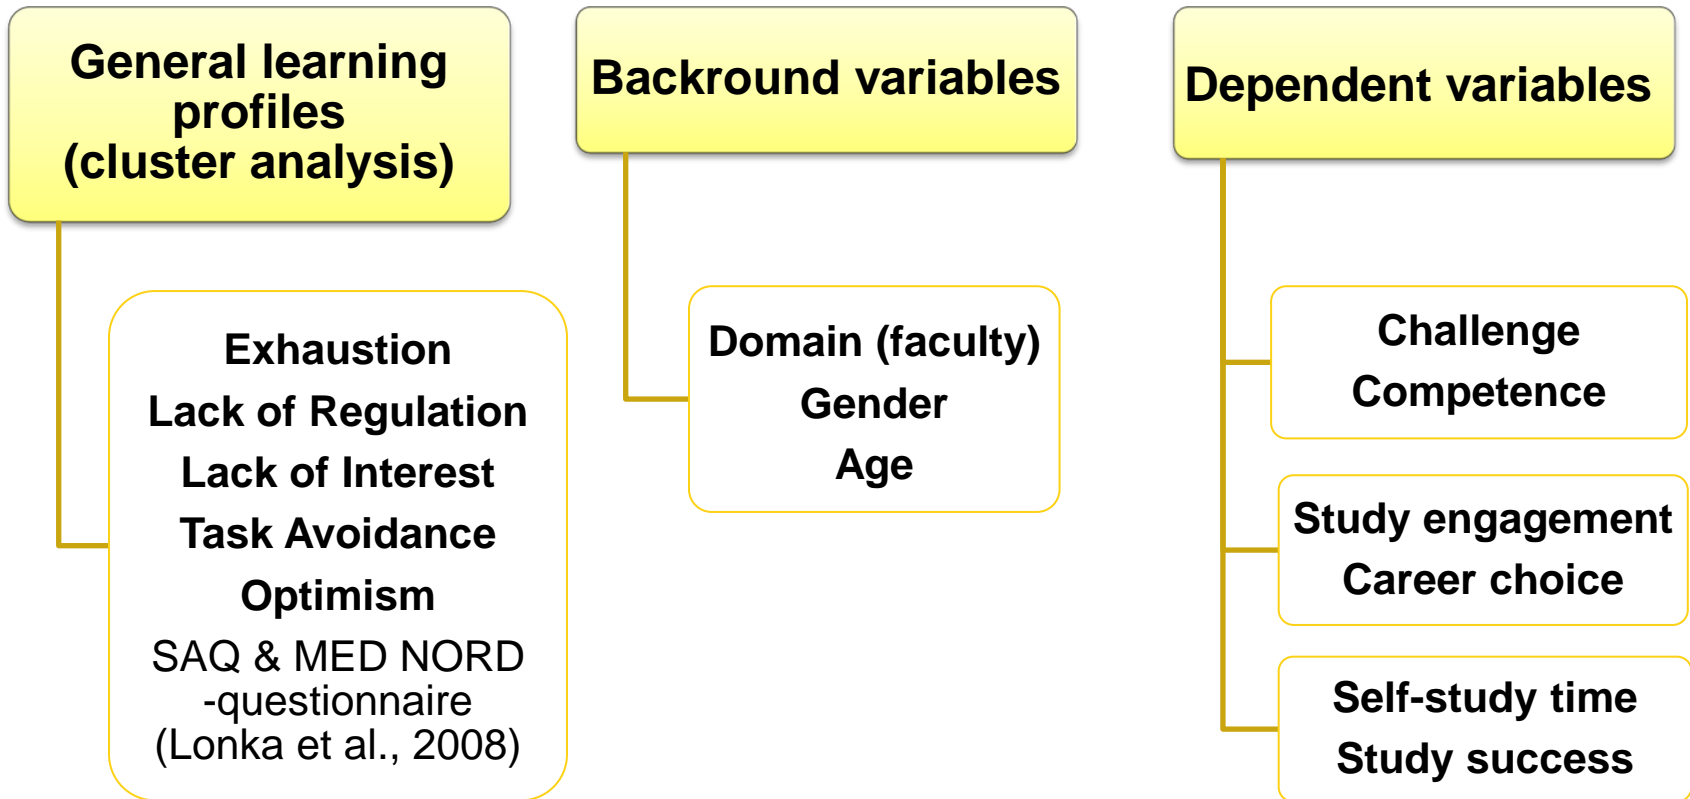 General learning
profiles
(cluster analysis)
Exhaustion
Lack of Regulation
Lack of Interest
Task Avoidance
Optimism
SAQ & MED NORD
-questionnaire
(Lonka et al., 2008)
Backround variables
Domain (faculty)
Gender
Age
Dependent variables
Challenge
Competence
Study engagement
Career choice
Self-study time
Study success